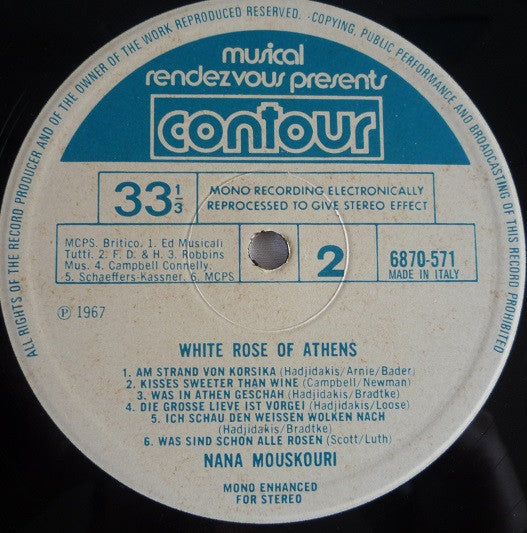 ALL RIGHTS OF THE RECORD PRODUCER AND OF THE OWNER OF THE WORK REPRODUCED RESERVED. · COPYING, PUBLIC PERFORMANCE AND BROADCASTING OF THIS RECORD PROHIBITED
musical
rendezvous presents
contour
33 1/3
MONO RECORDING ELECTRONICALLY
REPROCESSED TO GIVE STEREO EFFECT
MCPS. Britico. 1. Ed Musicali
Tutti. 2. F. D. & H. 3. Robbins
Mus. 4. Campbell Connelly
5. Schaeffers-Kassner. 6. MCPS
2
6870-571
MADE IN ITALY
℗ 1967
WHITE ROSE OF ATHENS
1. AM STRAND VON KORSIKA (Hadjidakis/Arnie/Bader)
2. KISSES SWEETER THAN WINE (Campbell/Newman)
3. WAS IN ATHEN GESCHAH (Hadjidakis/Bradtke)
4. DIE GROSSE LIEVE IST VORGEI (Hadjidakis/Loose)
5. ICH SCHAU DEN WEISSEN WOLKEN NACH
(Hadjidakis/Bradtke)
6. WAS SIND SCHON ALLE ROSEN (Scott/Luth)
NANA MOUSKOURI
MONO ENHANCED
FOR STEREO